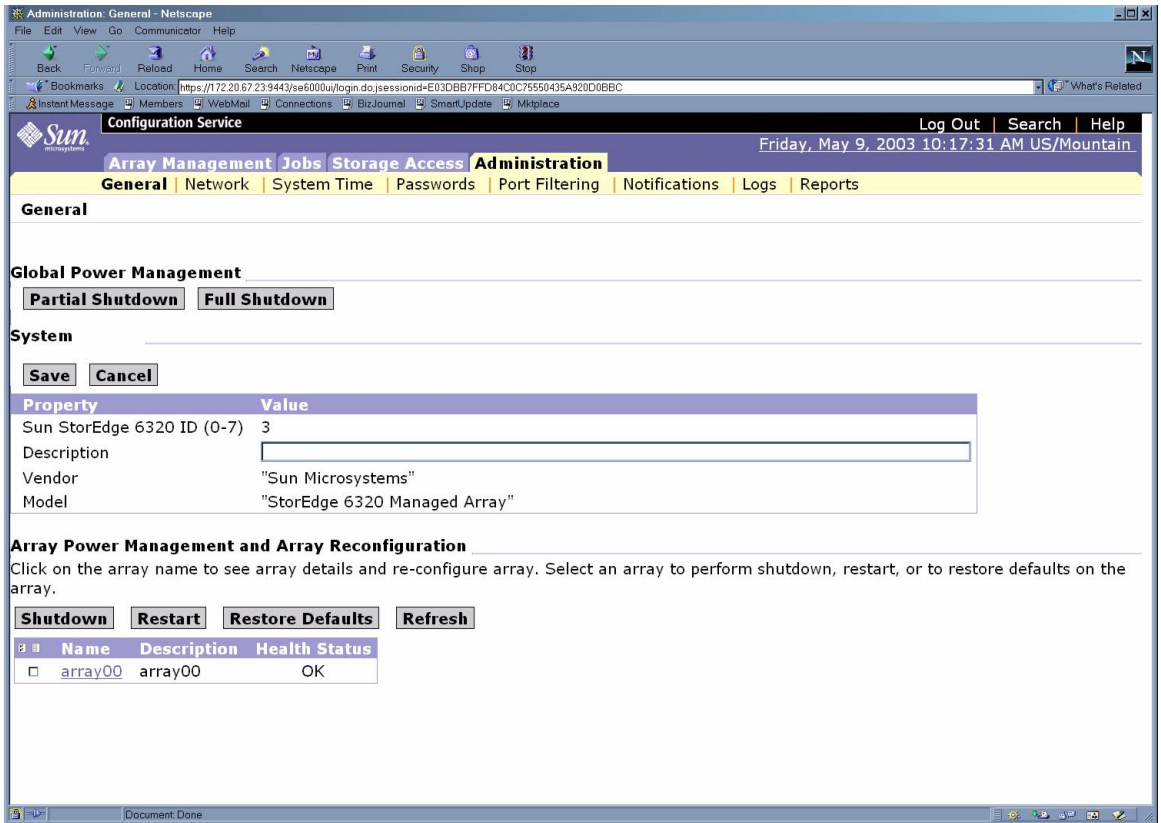 Administration: General - Netscape
File Edit View Go Communicator Help
Back Forward Reload Home Search Netscape Print Security Shop Stop
Bookmarks Location: https://172.20.67.23:9443/se6000ui/login.do;jsessionid=E03DBB7FFD84C0C75550435A920D0BBC What's Related
Instant Message Members WebMail Connections BizJournal SmartUpdate Mktplace
Sun microsystems Configuration Service Log Out | Search | Help
Friday, May 9, 2003 10:17:31 AM US/Mountain
Array Management Jobs Storage Access Administration
General | Network | System Time | Passwords | Port Filtering | Notifications | Logs | Reports
General
Global Power Management
Partial Shutdown Full Shutdown
System
Save Cancel
Property Value
Sun StorEdge 6320 ID (0-7) 3
Description
Vendor "Sun Microsystems"
Model "StorEdge 6320 Managed Array"
Array Power Management and Array Reconfiguration
Click on the array name to see array details and re-configure array. Select an array to perform shutdown, restart, or to restore defaults on the
array.
Shutdown Restart Restore Defaults Refresh
Name Description Health Status
array00 array00 OK
Document: Done